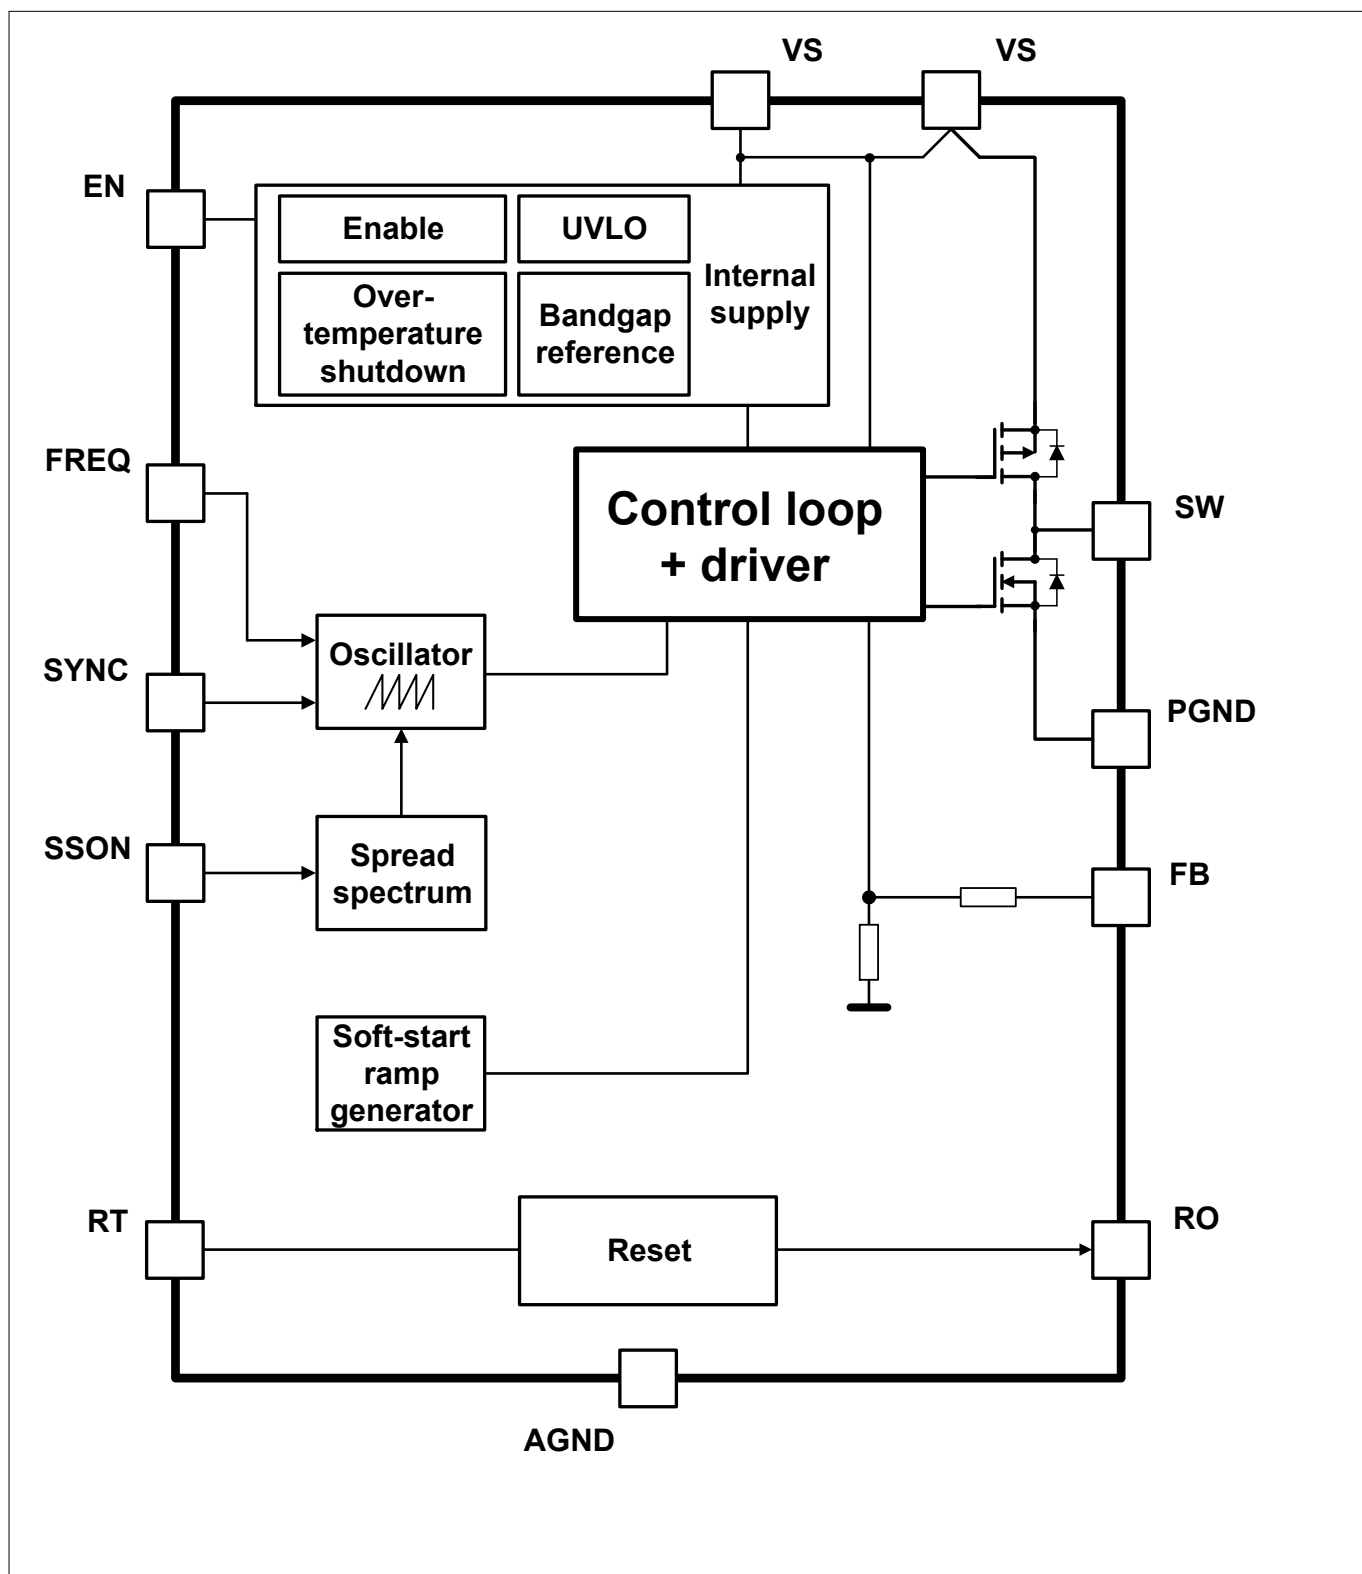 VS
VS
EN
Enable
UVLO
Internal
supply
Over-
temperature
shutdown
Bandgap
reference
FREQ
Control loop
+ driver
SW
Oscillator
SYNC
PGND
SSON
Spread
spectrum
FB
Soft-start
ramp
generator
RT
Reset
RO
AGND